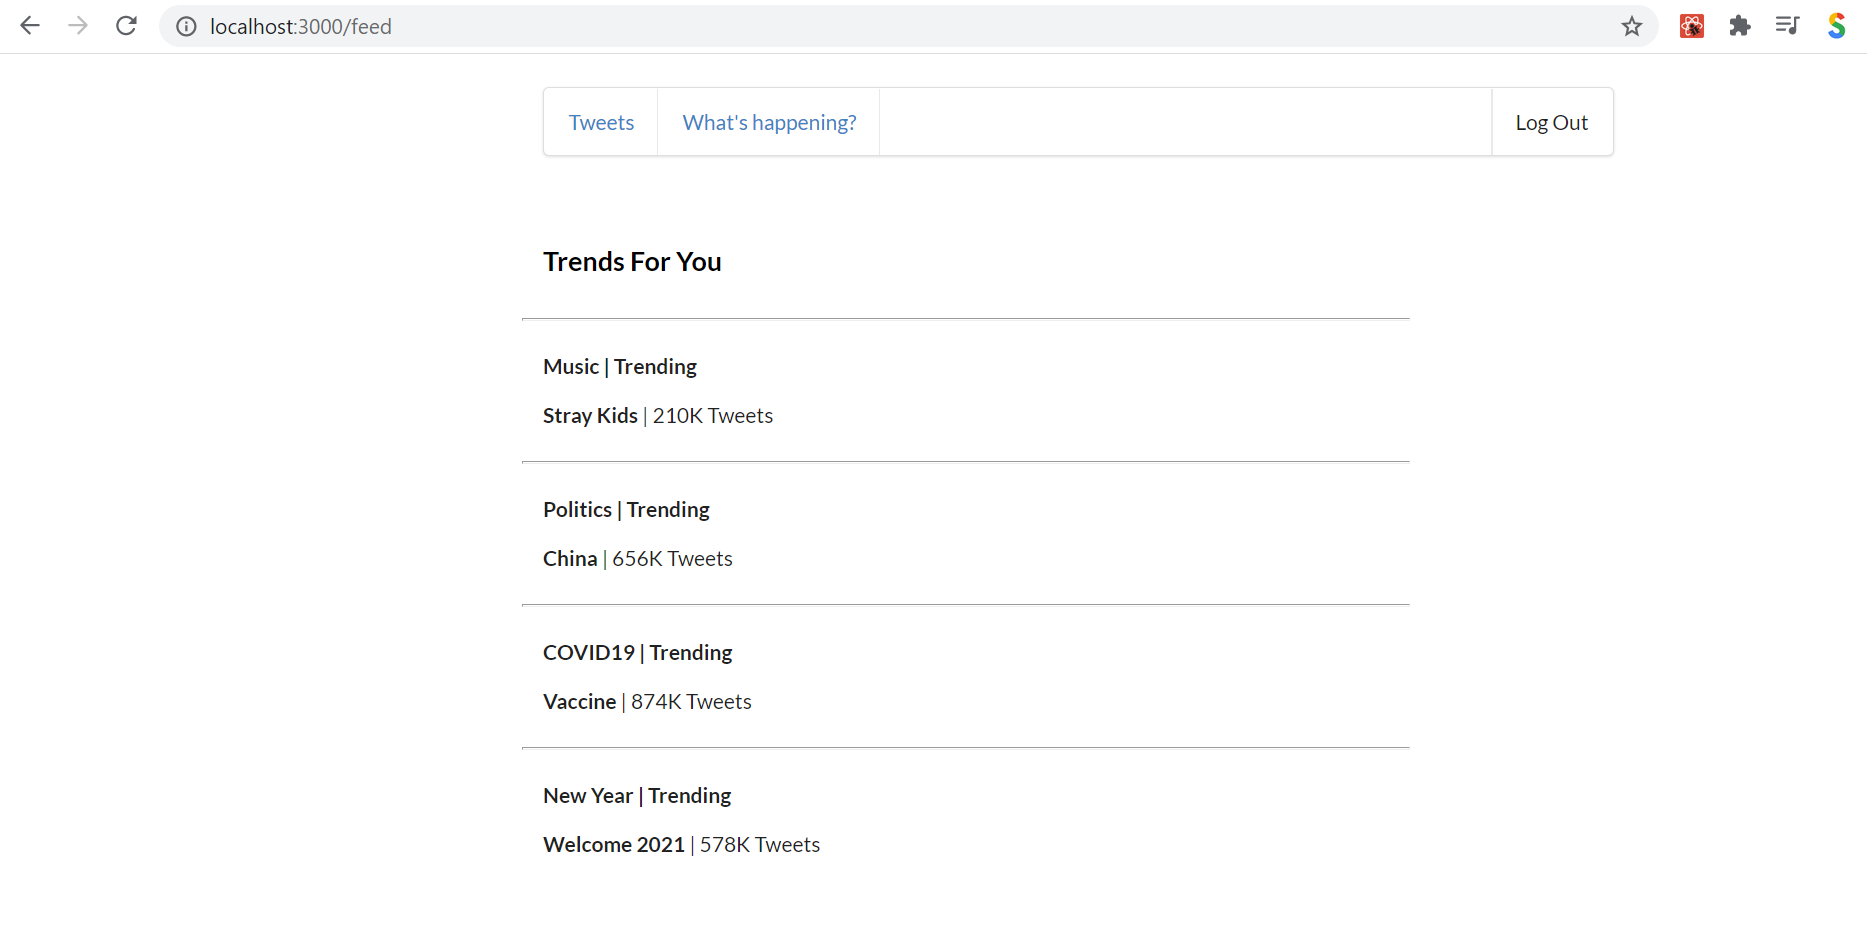 localhost:3000/feed
Tweets
What's happening?
Log Out
Trends For You
Music | Trending
Stray Kids | 210K Tweets
Politics | Trending
China | 656K Tweets
COVID19 | Trending
Vaccine | 874K Tweets
New Year | Trending
Welcome 2021 | 578K Tweets